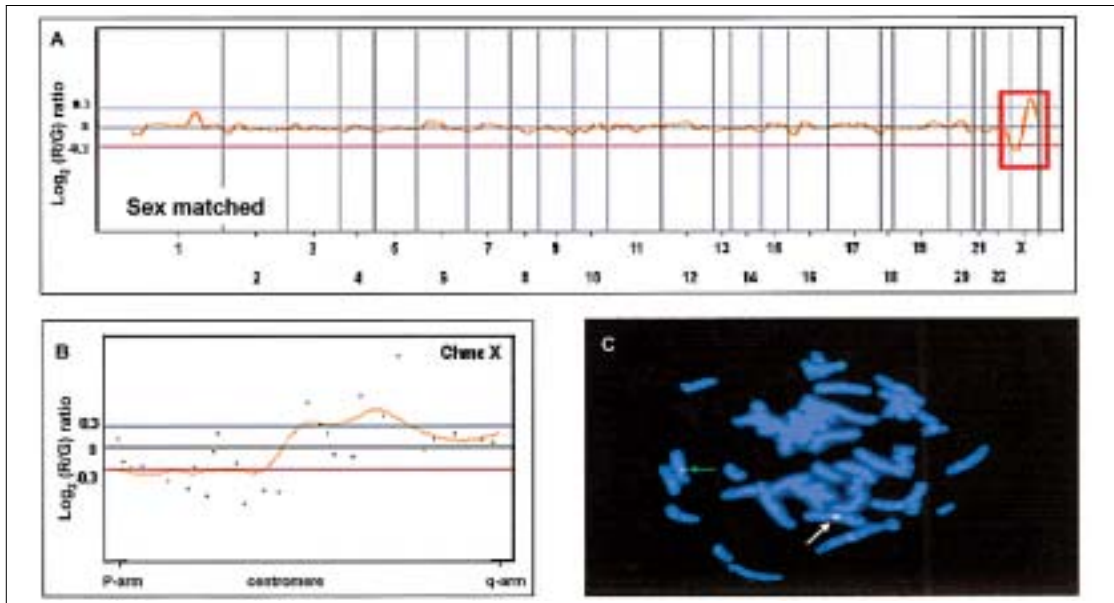 A
Log2 (R/G) ratio
0.3
0
-0.3
Sex matched
1 3 5 7 9 11 13 15 17 19 21 X
2 4 6 8 10 12 14 16 18 20 22
B
Chme X
Log2 (R/G) ratio
0.3
0
-0.3
P-arm centromere q-arm
C